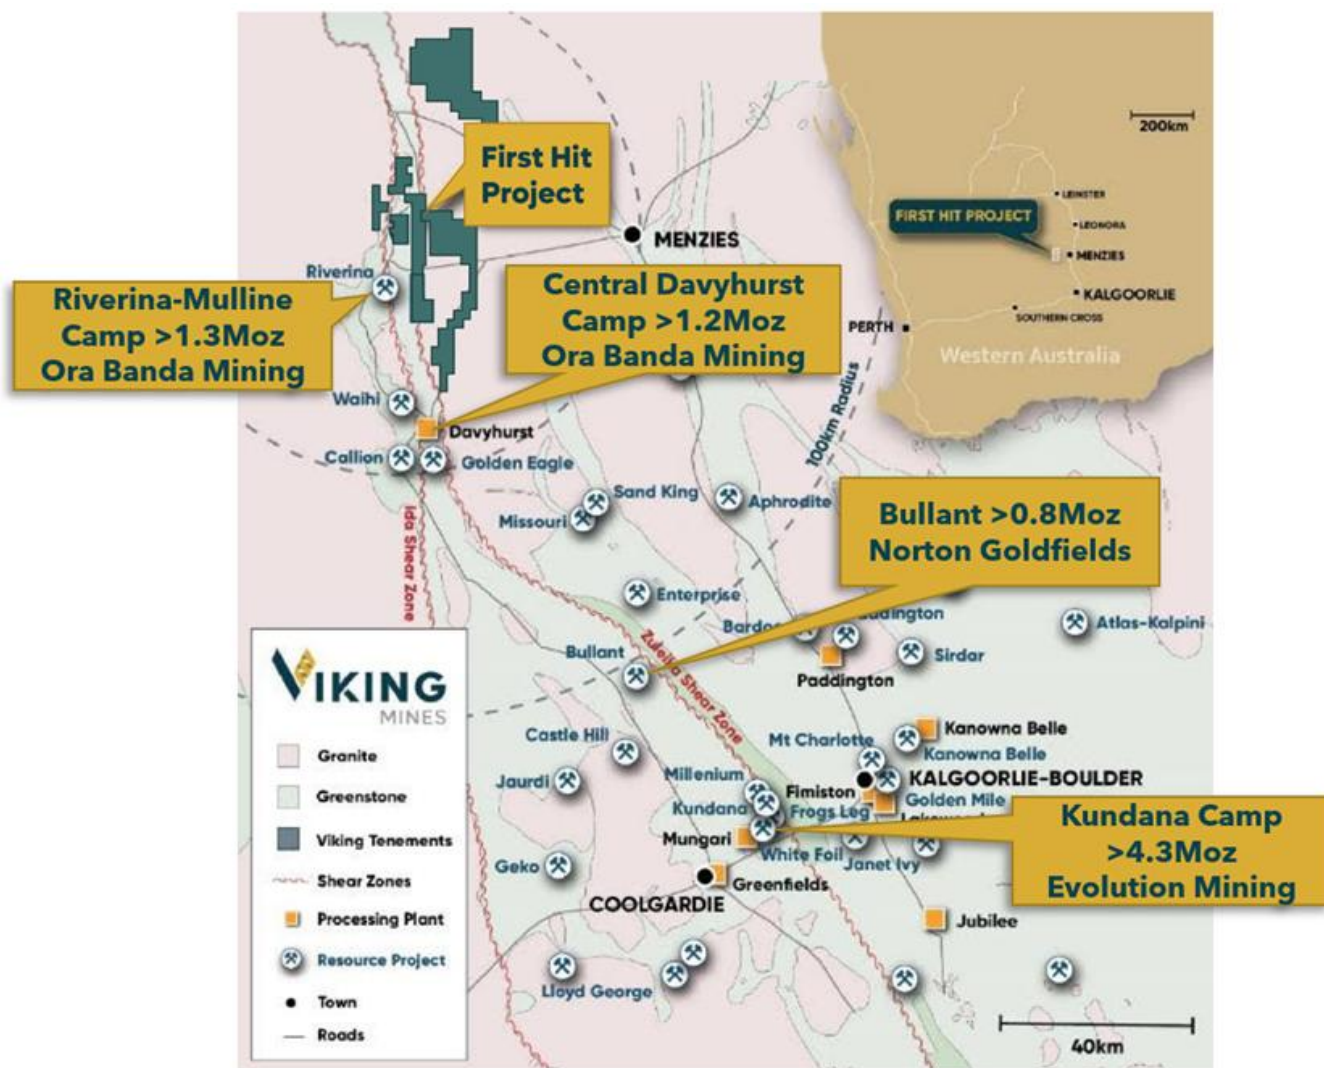 First Hit
Project
MENZIES
200km
LEINSTER
LEONORA
FIRST HIT PROJECT
MENZIES
KALGOORLIE
SOUTHERN CROSS
PERTH
Western Australia
Riverina
Riverina-Mulline
Camp >1.3Moz
Ora Banda Mining
Central Davyhurst
Camp >1.2Moz
Ora Banda Mining
100km Radius
Waihi
Davyhurst
Callion
Golden Eagle
Sand King
Missouri
Aphrodite
Ida Shear Zone
Bullant >0.8Moz
Norton Goldfields
Enterprise
Atlas-Kalpini
Sirdar
Bullant
Zuleika Shear Zone
Paddington
Kanowna Belle
Kanowna Belle
Castle Hill
Mt Charlotte
Jaurdi
Millenium
Fimiston
KALGOORLIE-BOULDER
Golden Mile
Kundana
Frogs Leg
Mungari
White Foil
Janet Ivy
Kundana Camp
>4.3Moz
Evolution Mining
Geko
Greenfields
COOLGARDIE
Jubilee
Lloyd George
40km
VIKING
MINES
Granite
Greenstone
Viking Tenements
Shear Zones
Processing Plant
Resource Project
Town
Roads